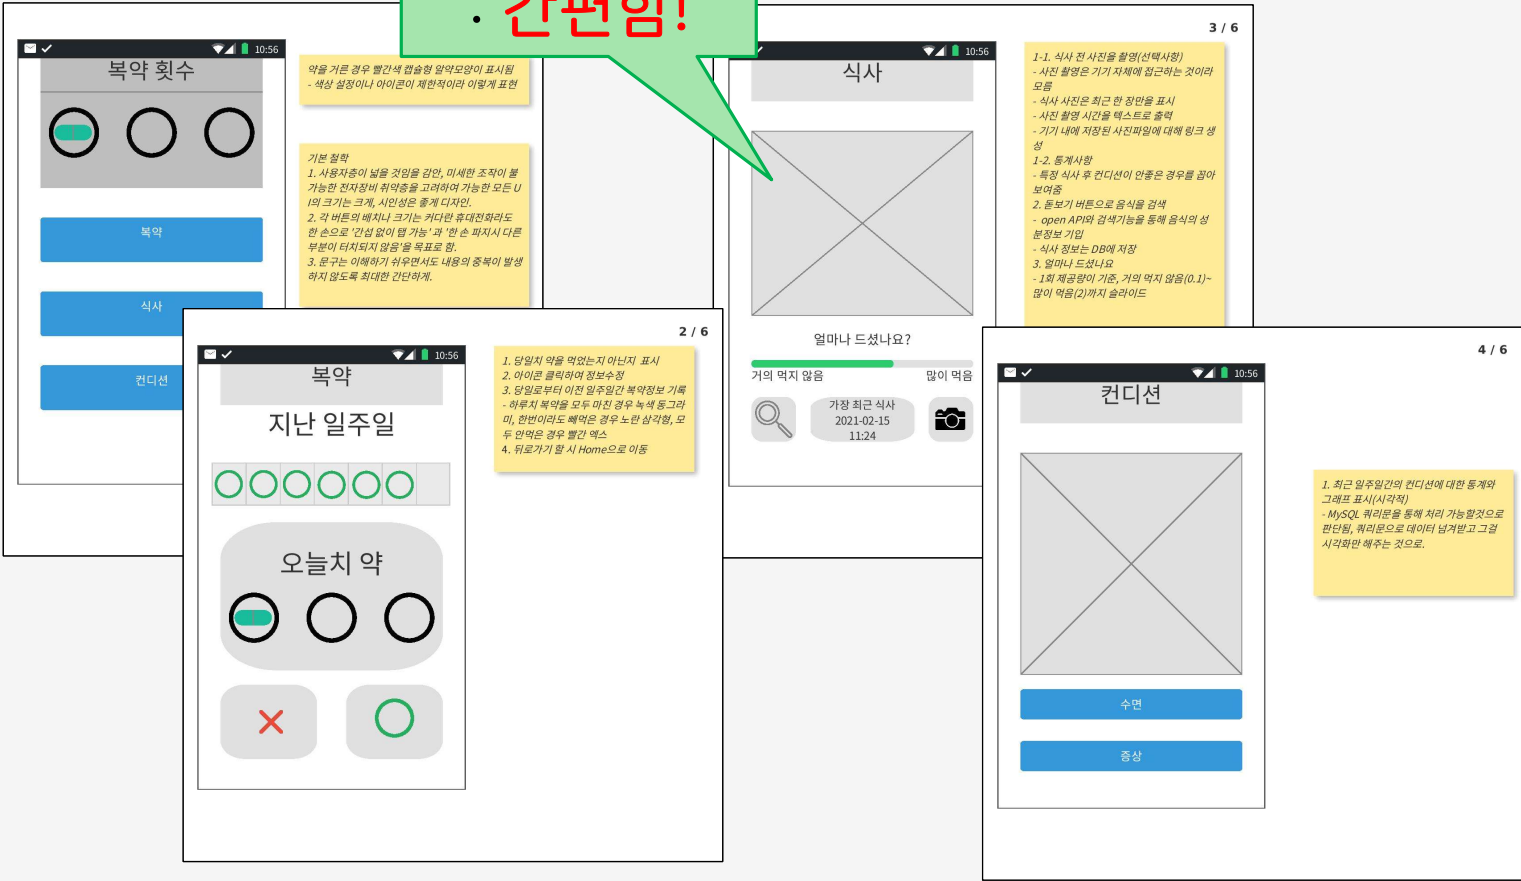 . 간편함!
10:56
복약 횟수
복약
식사
컨디션
약을 거른 경우 빨간색 캡슐형 알약모양이 표시됨
- 색상 설정이나 아이콘이 제한적이라 이렇게 표현
기본 철학
1. 사용자층이 넓을 것임을 감안, 미세한 조작이 불
가능한 전자장비 취약층을 고려하여 가능한 모든 U
I의 크기는 크게, 시인성은 좋게 디자인.
2. 각 버튼의 배치나 크기는 커다란 휴대전화라도
한 손으로 '간섭 없이 탭 가능' 과 '한 손 파지시 다른
부분이 터치되지 않음'을 목표로 함.
3. 문구는 이해하기 쉬우면서도 내용의 중복이 발생
하지 않도록 최대한 간단하게.
2 / 6
10:56
복약
지난 일주일
오늘치 약
1. 당일치 약을 먹었는지 아닌지 표시
2. 아이콘 클릭하여 정보수정
3. 당일로부터 이전 일주일간 복약정보 기록
- 하루치 복약을 모두 마친 경우 녹색 동그라
미, 한번이라도 빼먹은 경우 노란 삼각형, 모
두 안먹은 경우 빨간 엑스
4. 뒤로가기 할 시 Home으로 이동
3 / 6
10:56
식사
얼마나 드셨나요?
거의 먹지 않음 많이 먹음
가장 최근 식사
2021-02-15
11:24
1-1. 식사 전 사진을 촬영(선택사항)
- 사진 촬영은 기기 자체에 접근하는 것이라
모름
- 식사 사진은 최근 한 장만을 표시
- 사진 촬영 시간을 텍스트로 출력
- 기기 내에 저장된 사진파일에 대해 링크 생
성
1-2. 통계사항
- 특정 식사 후 컨디션이 안좋은 경우를 꼽아
보여줌
2. 돋보기 버튼으로 음식을 검색
- open API와 검색기능을 통해 음식의 성
분정보 기입
- 식사 정보는 DB에 저장
3. 얼마나 드셨나요
- 1회 제공량이 기준, 거의 먹지 않음(0.1)~
많이 먹음(2)까지 슬라이드
4 / 6
10:56
컨디션
수면
증상
1. 최근 일주일간의 컨디션에 대한 통계와
그래프 표시(시각적)
- MySQL 쿼리문을 통해 처리 가능할것으로
판단됨, 쿼리문으로 데이터 넘겨받고 그걸
시각화만 해주는 것으로.